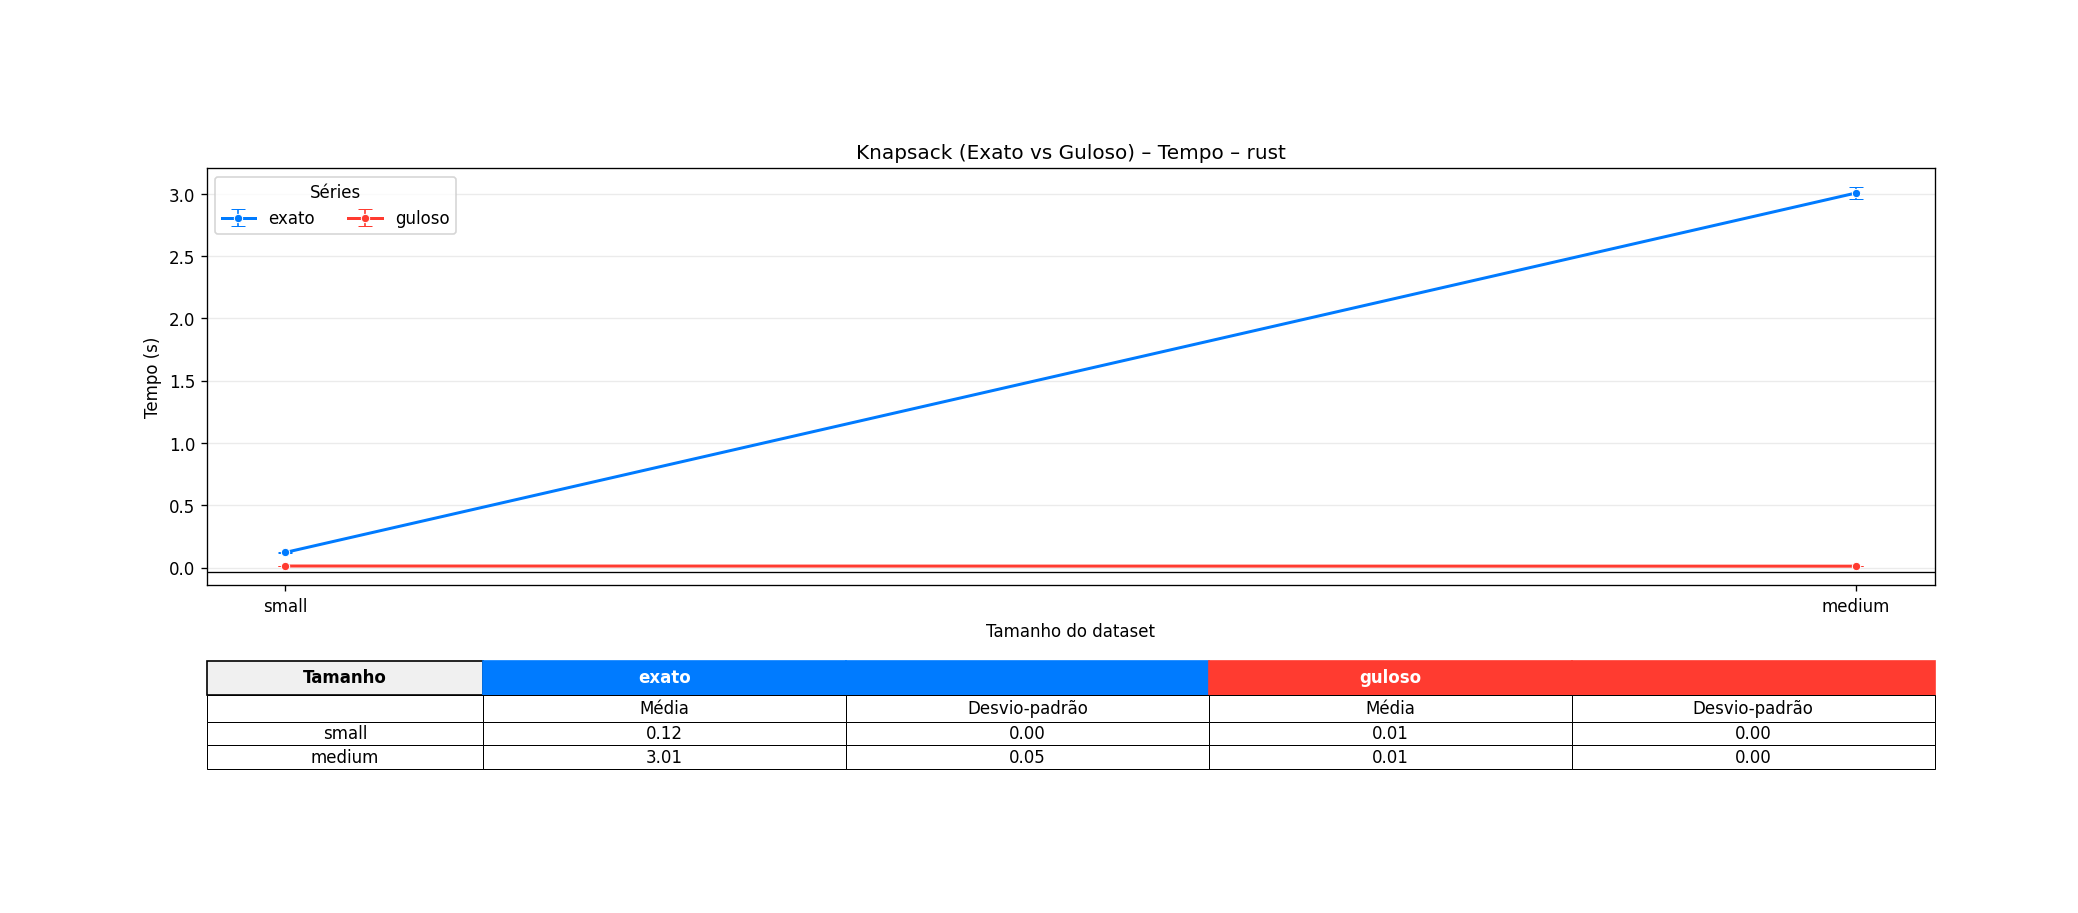 Knapsack (Exato vs Guloso) – Tempo – rust
Séries
exato guloso
3.0
2.5
2.0
1.5
1.0
0.5
0.0
Tempo (s)
small medium
Tamanho do dataset
Tamanho exato guloso
Média Desvio-padrão Média Desvio-padrão
small 0.12 0.00 0.01 0.00
medium 3.01 0.05 0.01 0.00